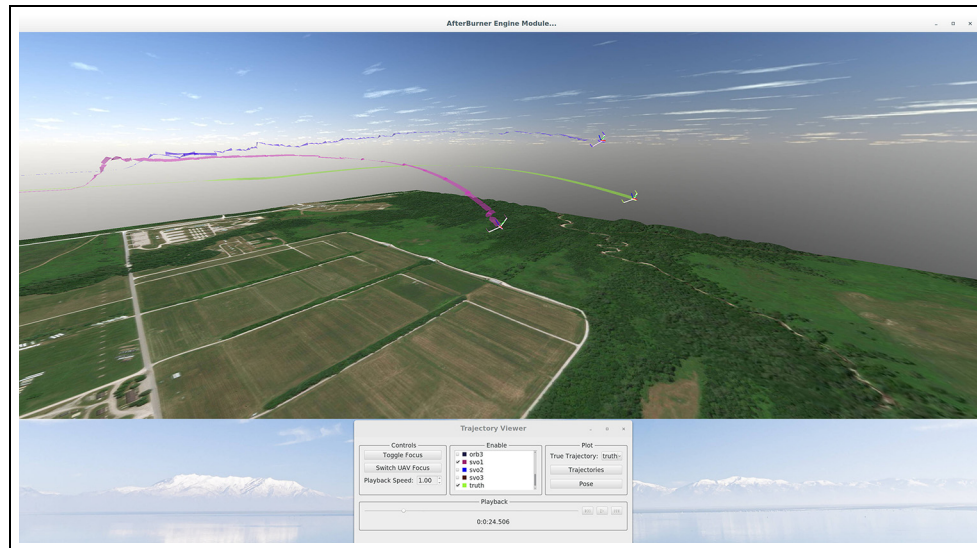 AfterBurner Engine Module...
Trajectory Viewer
Controls
Toggle Focus
Switch UAV Focus
Playback Speed: 1.00
Enable
orb3
svo1
svo2
svo3
truth
Plot
True Trajectory: truth
Trajectories
Pose
Playback
0:0:24.506